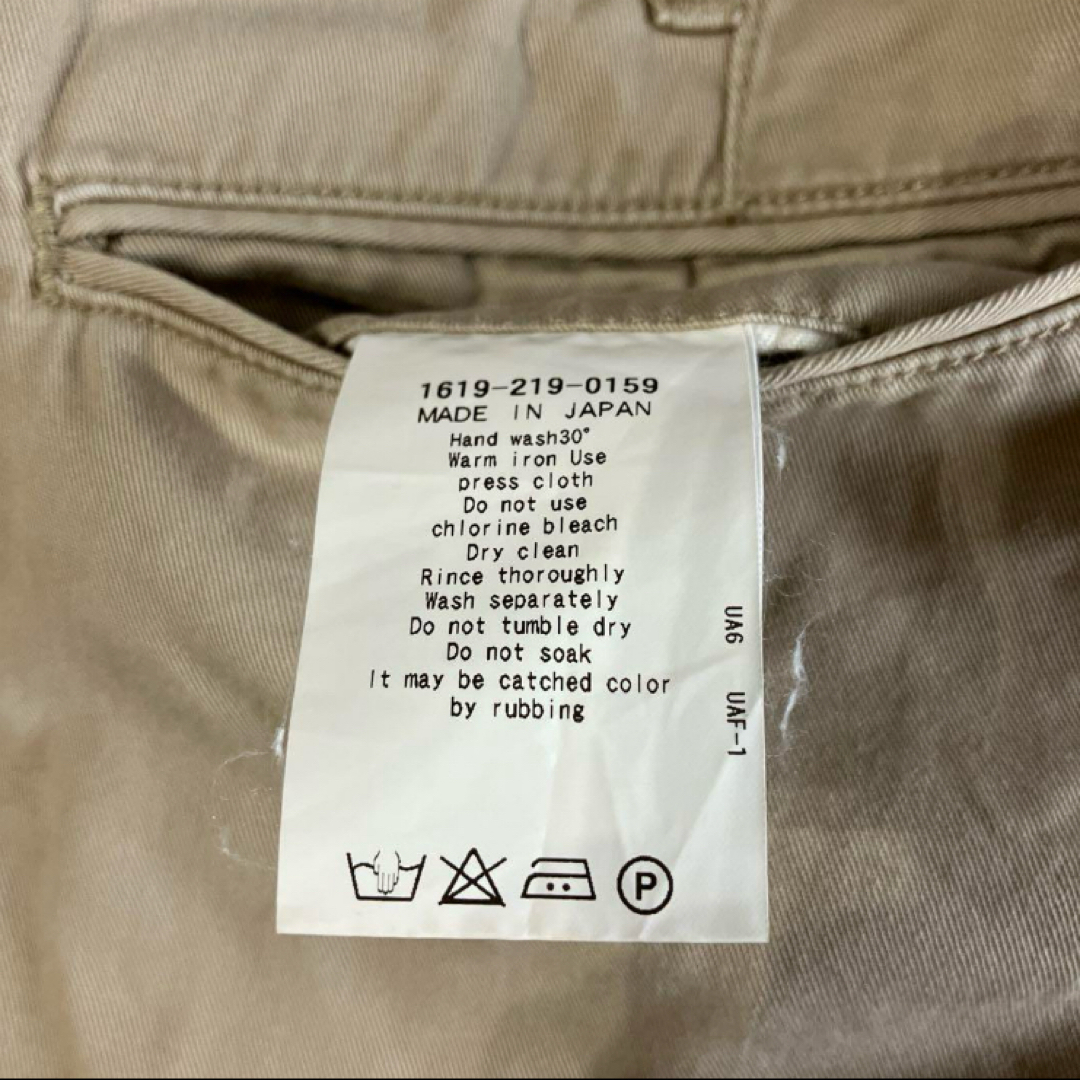 1619-219-0159
MADE IN JAPAN
Hand wash30°
Warm iron Use
press cloth
Do not use
chlorine bleach
Dry clean
Rince thoroughly
Wash separately
Do not tumble dry
Do not soak
It may be catched color
by rubbing
UA6 UAF-1
P